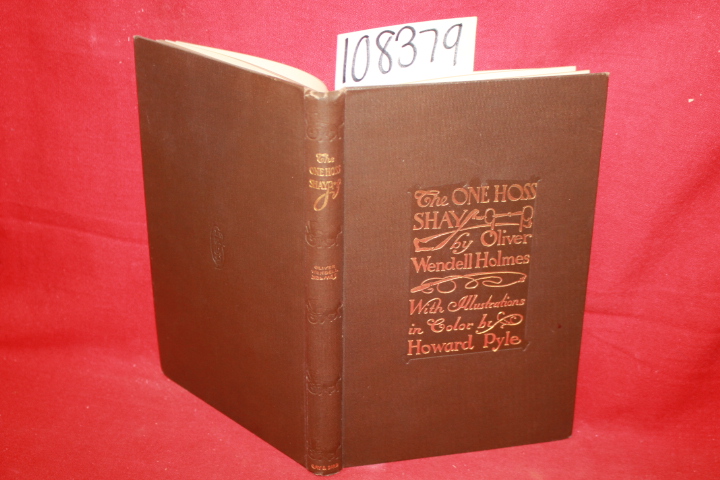 108379
The
ONE HOSS
SHAY
The ONE HOSS
SHAY
by Oliver
Wendell Holmes
With Illustrations
in Color by
Howard Pyle